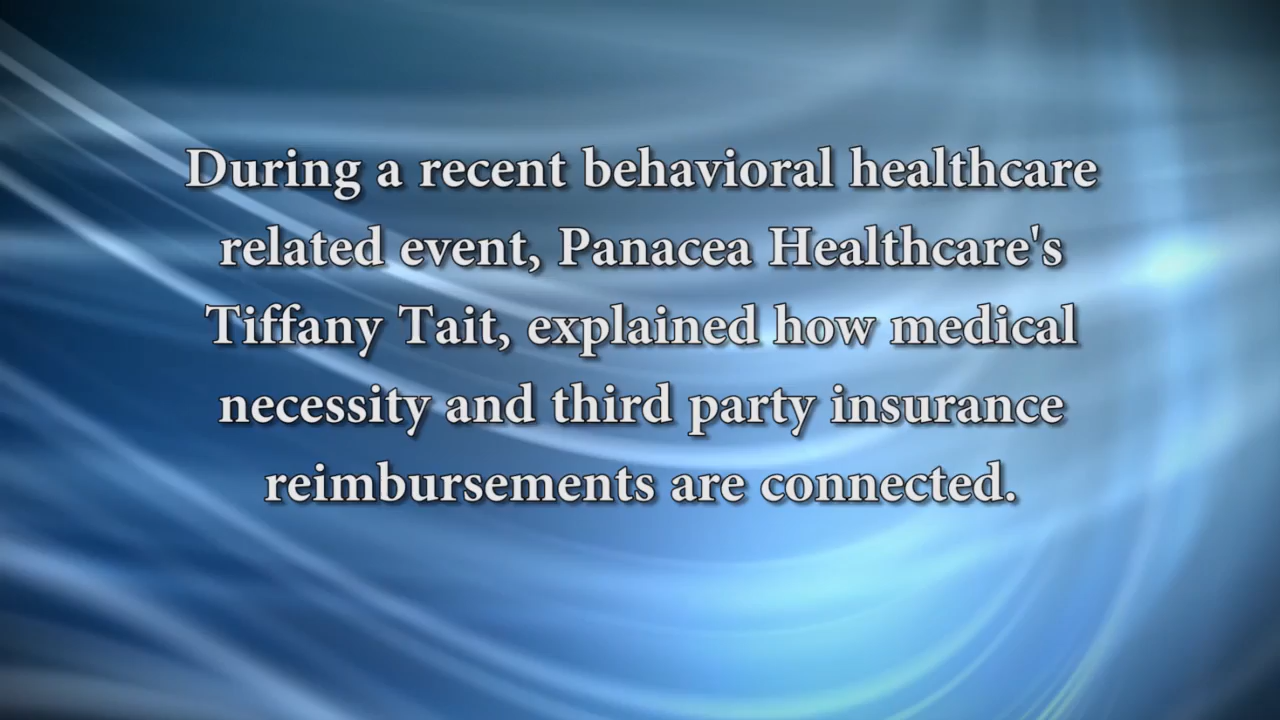 During a recent behavioral healthcare
related event, Panacea Healthcare's
Tiffany Tait, explained how medical
necessity and third party insurance
reimbursements are connected.